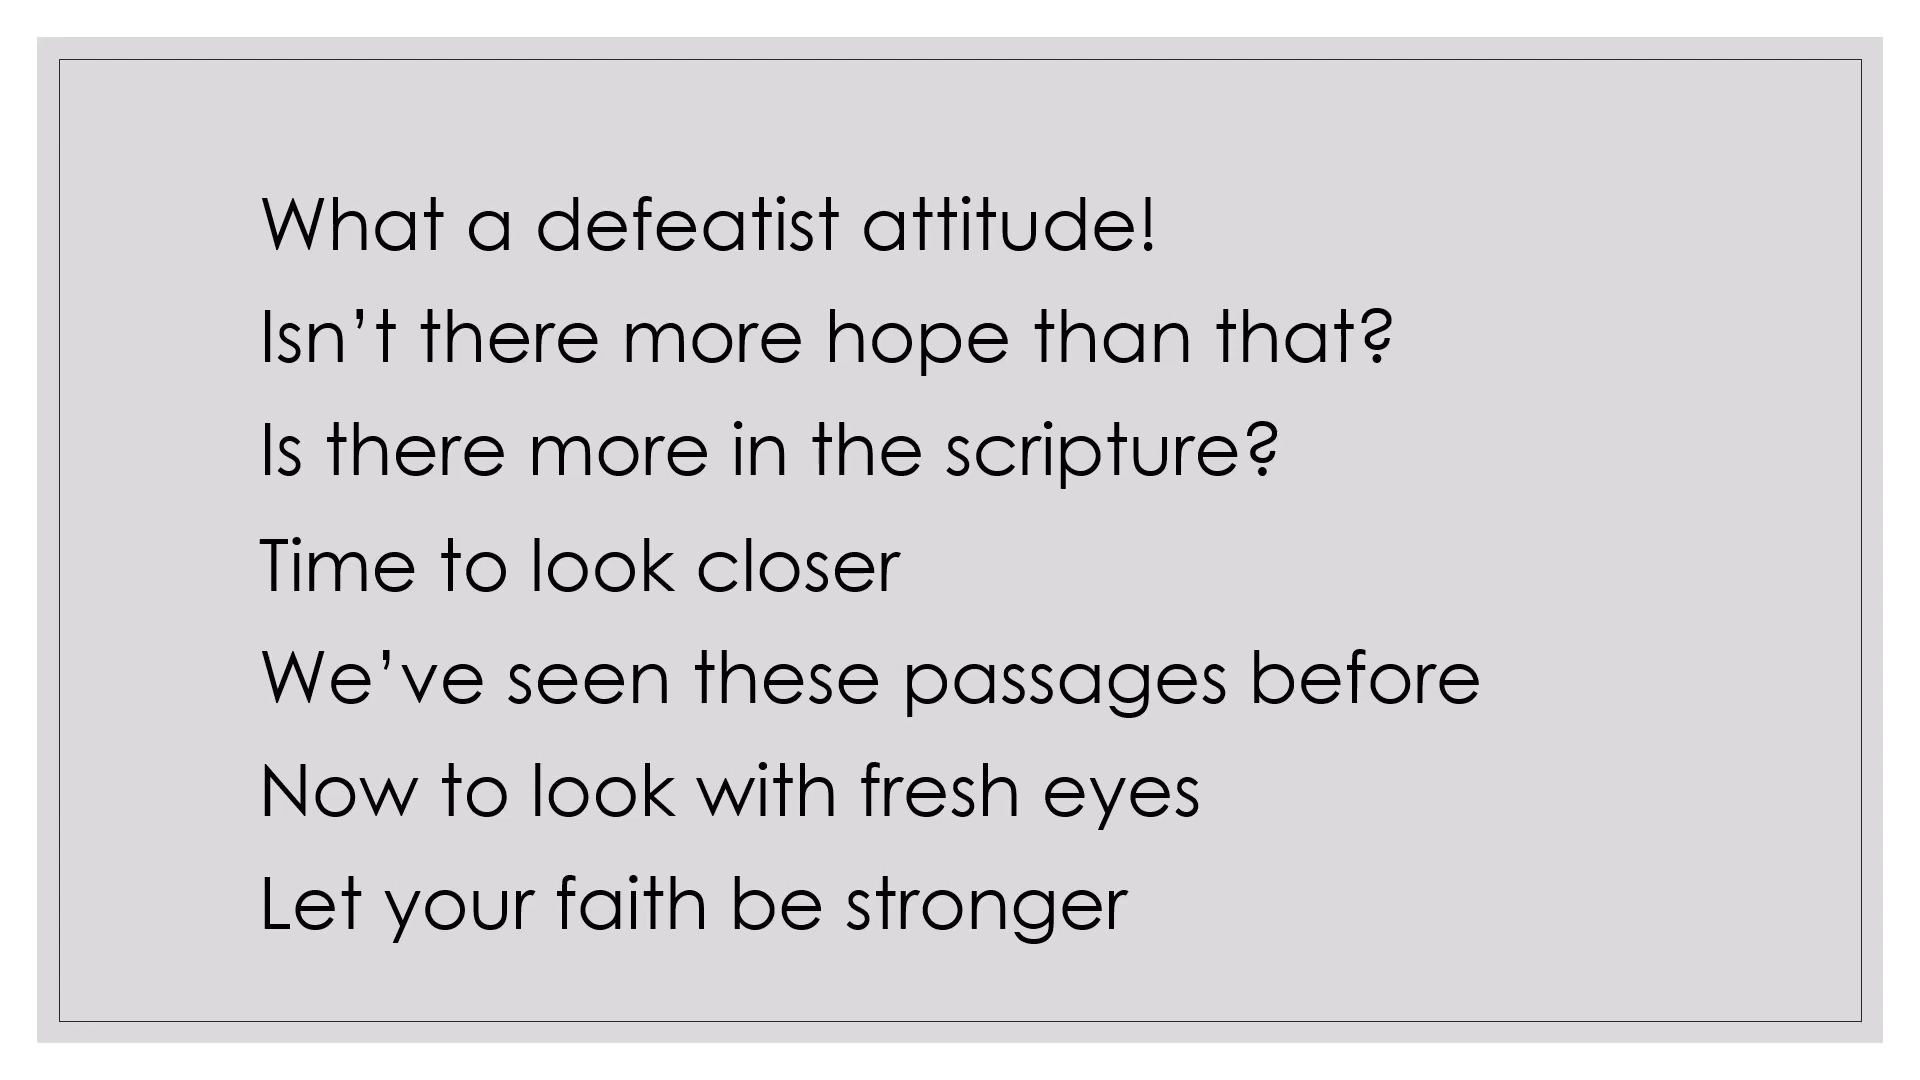 What a defeatist attitude!
Isn’t there more hope than that?
Is there more in the scripture?
Time to look closer
We’ve seen these passages before
Now to look with fresh eyes
Let your faith be stronger